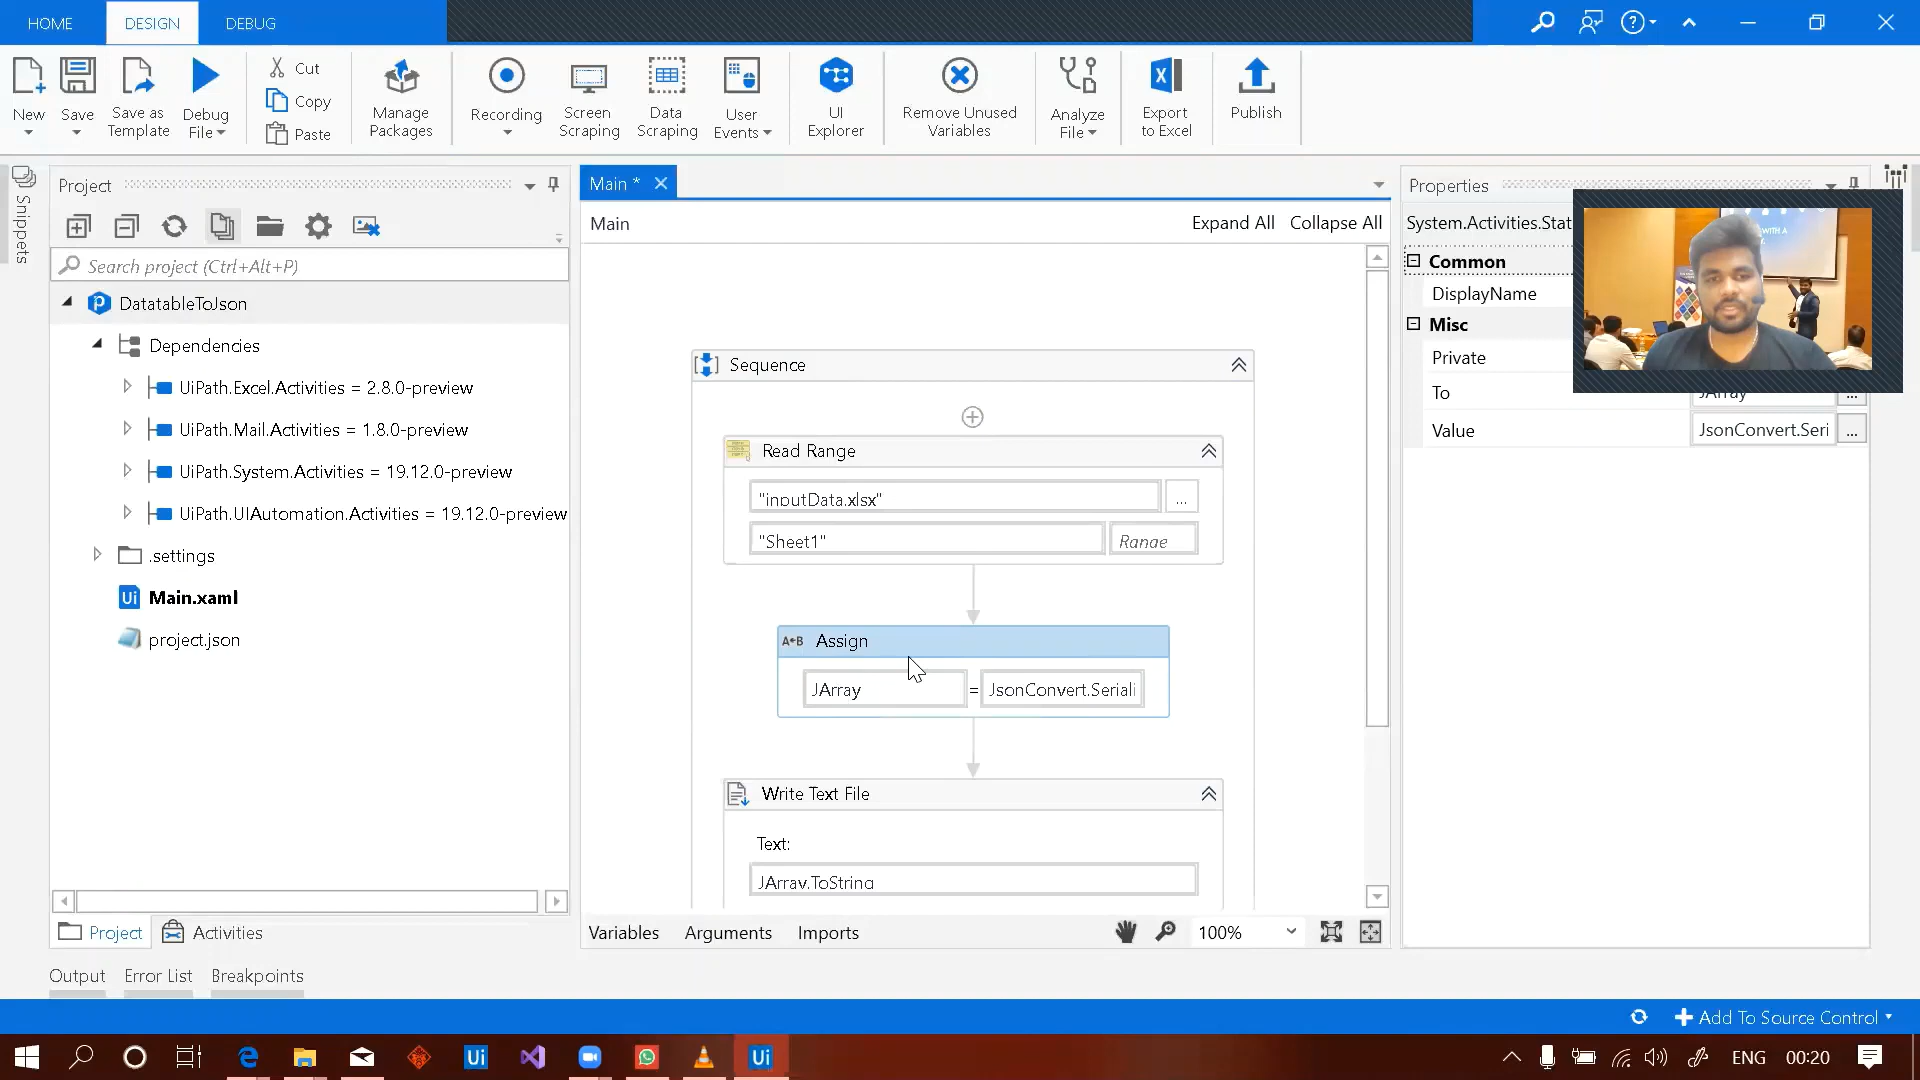 HOME
DESIGN
DEBUG
New
Save
Save as
Template
Debug
File
Cut
Copy
Paste
Manage
Packages
Recording
Screen
Scraping
Data
Scraping
User
Events
UI
Explorer
Remove Unused
Variables
Analyze
File
Export
to Excel
Publish
Snippets
Project
Search project (Ctrl+Alt+P)
DatatableToJson
Dependencies
UiPath.Excel.Activities = 2.8.0-preview
UiPath.Mail.Activities = 1.8.0-preview
UiPath.System.Activities = 19.12.0-preview
UiPath.UIAutomation.Activities = 19.12.0-preview
.settings
Main.xaml
project.json
Project
Activities
Main *
Main
Expand All
Collapse All
Sequence
Read Range
"inputData.xlsx"
...
"Sheet1"
Range
A+B Assign
JArray
=
JsonConvert.Seriali
Write Text File
Text:
JArray.ToString
Variables
Arguments
Imports
100%
Properties
System.Activities.Stat
Common
DisplayName
Misc
Private
To
JArray
...
Value
JsonConvert.Seri
...
WITH A
Output
Error List
Breakpoints
Add To Source Control
Ui
Ui
ENG
00:20